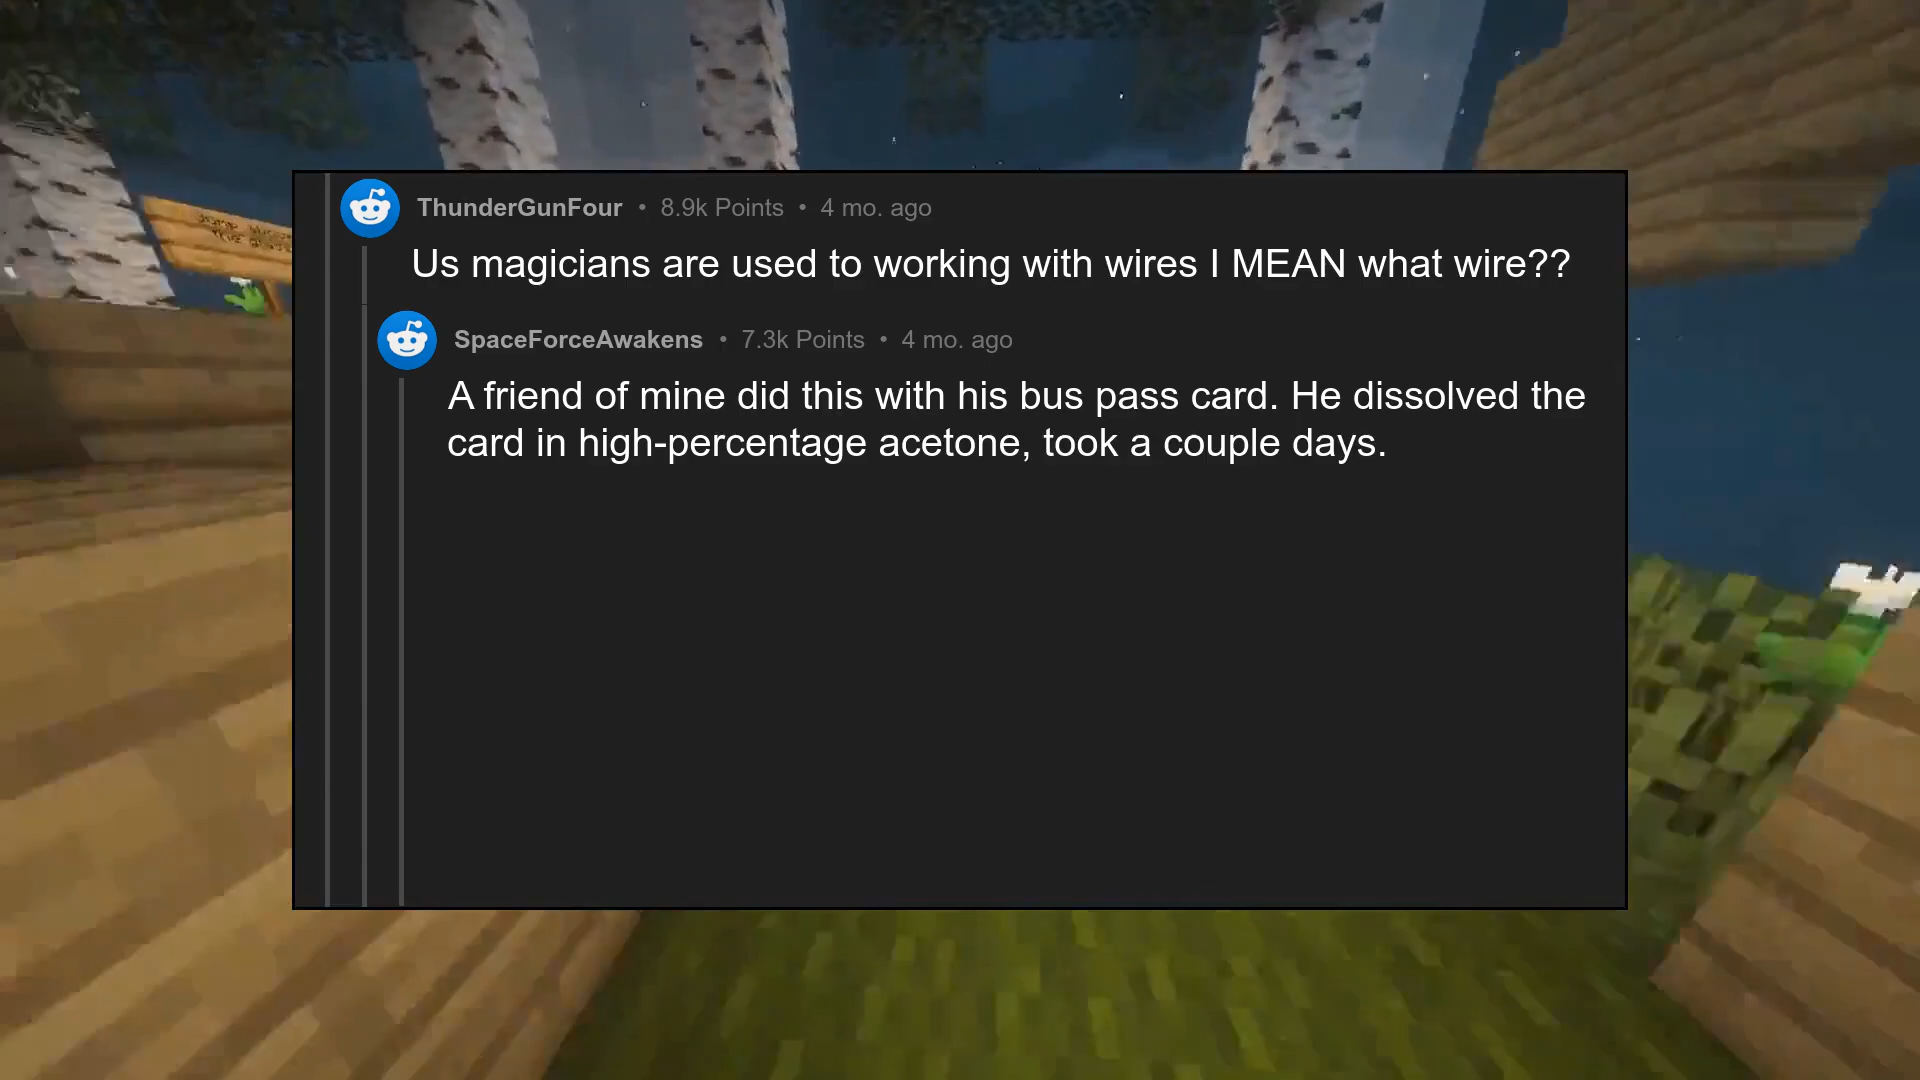 ThunderGunFour • 8.9k Points • 4 mo. ago
Us magicians are used to working with wires I MEAN what wire??
SpaceForceAwakens • 7.3k Points • 4 mo. ago
A friend of mine did this with his bus pass card. He dissolved the
card in high-percentage acetone, took a couple days.